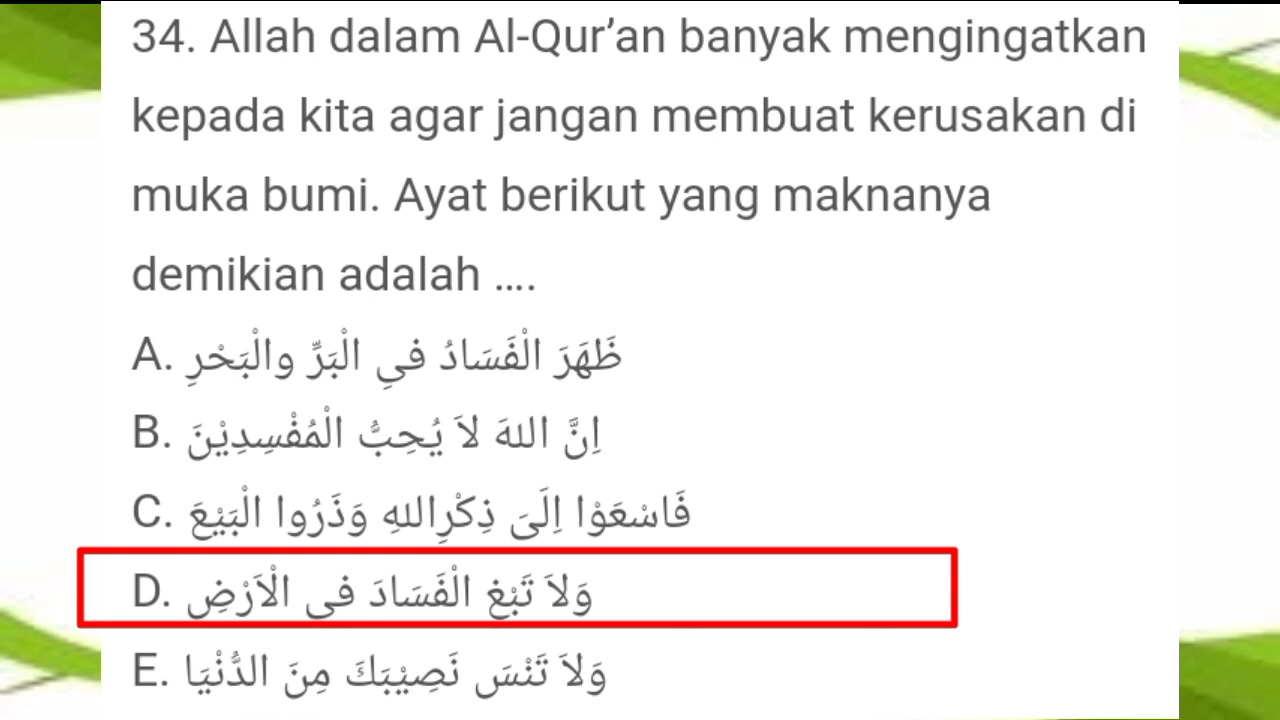 34. Allah dalam Al-Qur’an banyak mengingatkan
kepada kita agar jangan membuat kerusakan di
muka bumi. Ayat berikut yang maknanya
demikian adalah ....
A. ظَهَرَ الْفَسَادُ فىِ الْبَرِّ والْبَحْرِ
B. اِنَّ اللهَ لاَ يُحِبُّ الْمُفْسِدِيْنَ
C. فَاسْعَوْا اِلَىَ ذِكْرِاللهِ وَذَرُوا الْبَيْعَ
D. وَلاَ تَبْغِ الْفَسَادَ فى الْاَرْضِ
E. وَلاَ تَنْسَ نَصِيْبَكَ مِنَ الدُّنْيَا